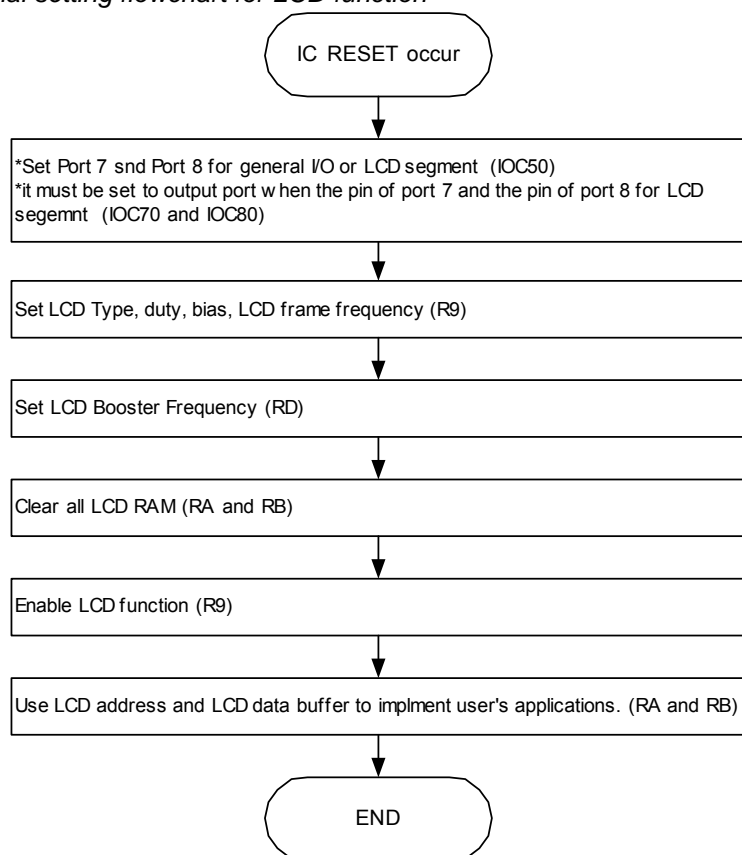 setting flowchart for LCD function
IC RESET occur
*Set Port 7 snd Port 8 for general I/O or LCD segment (IOC50)
*it must be set to output port when the pin of port 7 and the pin of port 8 for LCD
segemnt (IOC70 and IOC80)
Set LCD Type, duty, bias, LCD frame frequency (R9)
Set LCD Booster Frequency (RD)
Clear all LCD RAM (RA and RB)
Enable LCD function (R9)
Use LCD address and LCD data buffer to implment user's applications. (RA and RB)
END